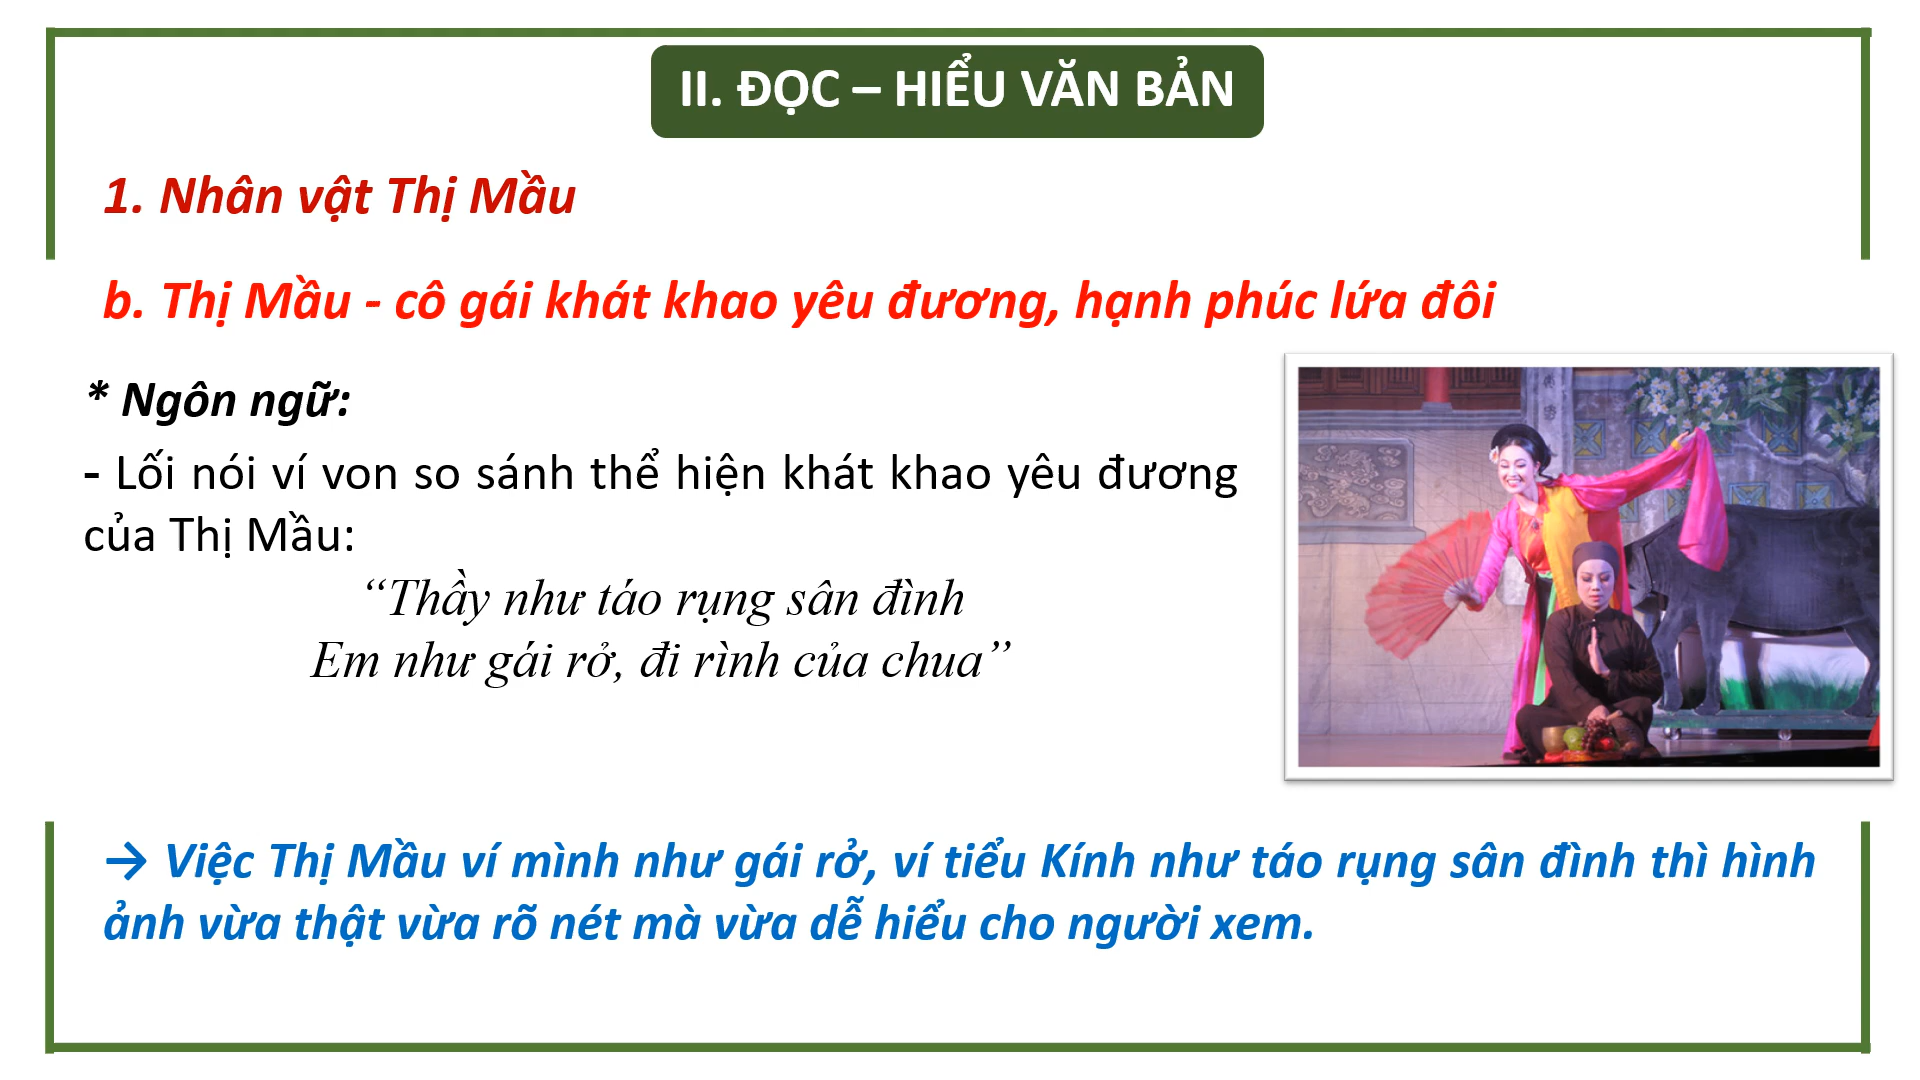 II. ĐỌC – HIỂU VĂN BẢN
1. Nhân vật Thị Mầu
b. Thị Mầu - cô gái khát khao yêu đương, hạnh phúc lứa đôi
* Ngôn ngữ:
- Lối nói ví von so sánh thể hiện khát khao yêu đương
của Thị Mầu:
“Thầy như táo rụng sân đình
Em như gái rở, đi rình của chua”
→ Việc Thị Mầu ví mình như gái rở, ví tiểu Kính như táo rụng sân đình thì hình
ảnh vừa thật vừa rõ nét mà vừa dễ hiểu cho người xem.